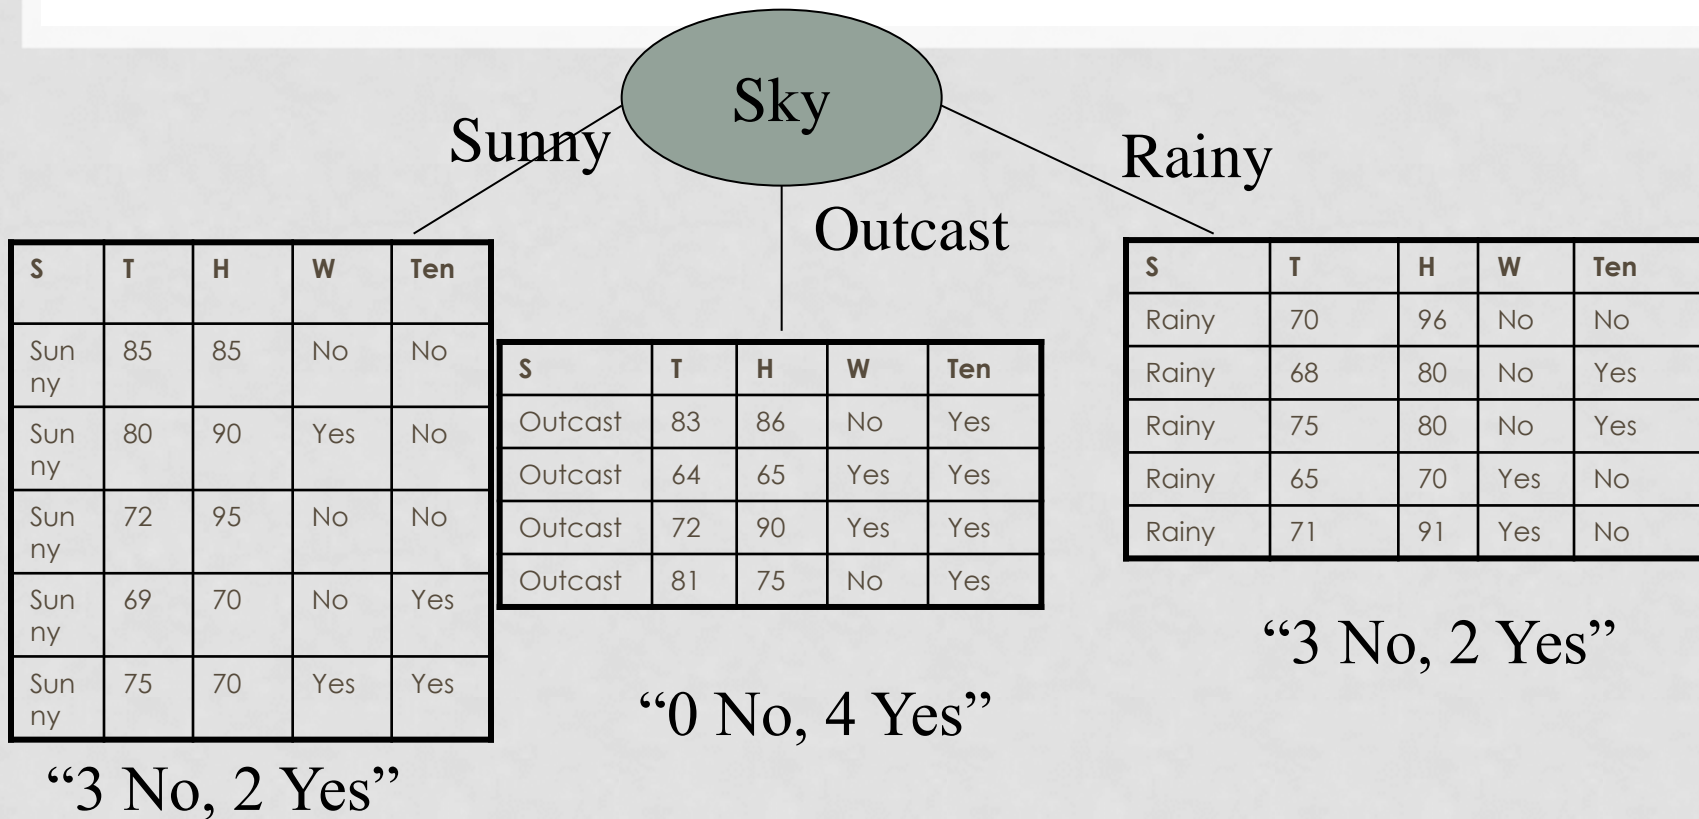 Sky
Sunny
Outcast
Rainy
S T H W Ten
Sun
ny 85 85 No No
Sun
ny 80 90 Yes No
Sun
ny 72 95 No No
Sun
ny 69 70 No Yes
Sun
ny 75 70 Yes Yes
“3 No, 2 Yes”
S T H W Ten
Outcast 83 86 No Yes
Outcast 64 65 Yes Yes
Outcast 72 90 Yes Yes
Outcast 81 75 No Yes
“0 No, 4 Yes”
S T H W Ten
Rainy 70 96 No No
Rainy 68 80 No Yes
Rainy 75 80 No Yes
Rainy 65 70 Yes No
Rainy 71 91 Yes No
“3 No, 2 Yes”